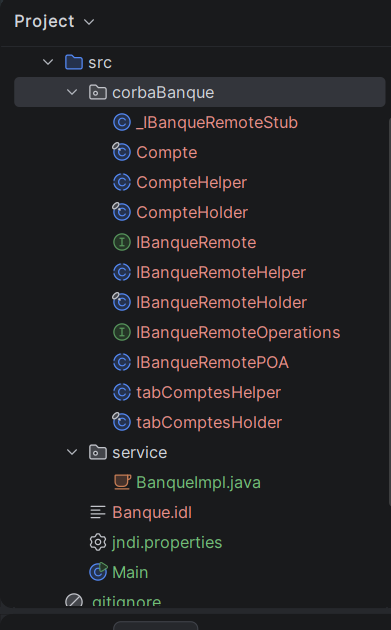 Project
src
corbaBanque
_IBanqueRemoteStub
Compte
CompteHelper
CompteHolder
IBanqueRemote
IBanqueRemoteHelper
IBanqueRemoteHolder
IBanqueRemoteOperations
IBanqueRemotePOA
tabComptesHelper
tabComptesHolder
service
BanqueImpl.java
Banque.idl
jndi.properties
Main
.gitignore